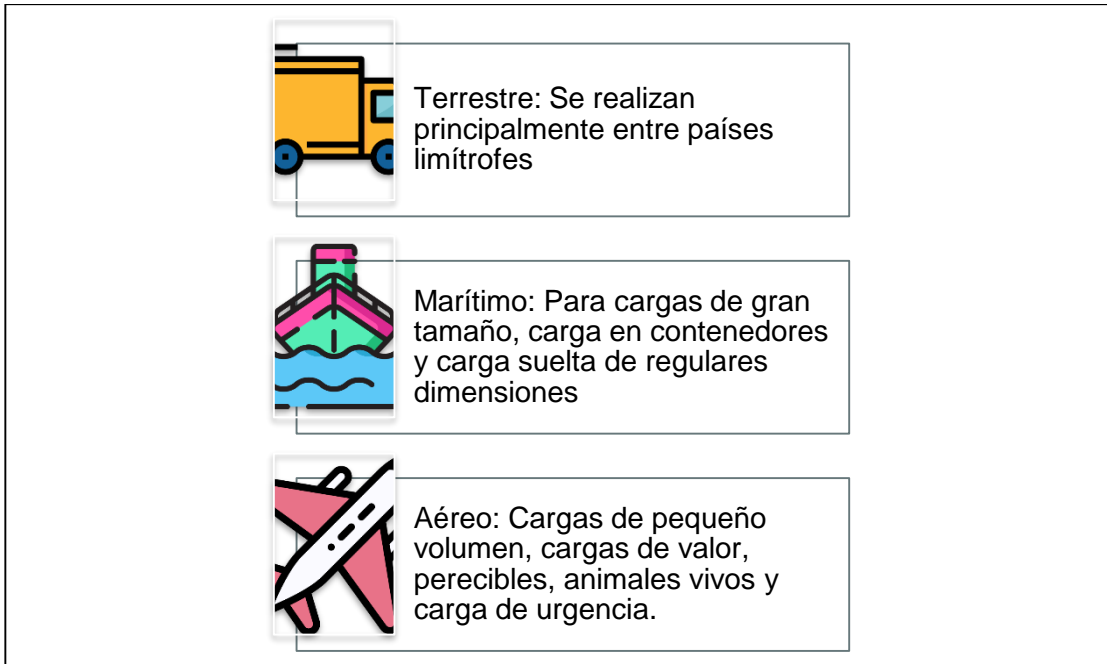 Terrestre: Se realizan
principalmente entre países
limítrofes
Marítimo: Para cargas de gran
tamaño, carga en contenedores
y carga suelta de regulares
dimensiones
Aéreo: Cargas de pequeño
volumen, cargas de valor,
perecibles, animales vivos y
carga de urgencia.